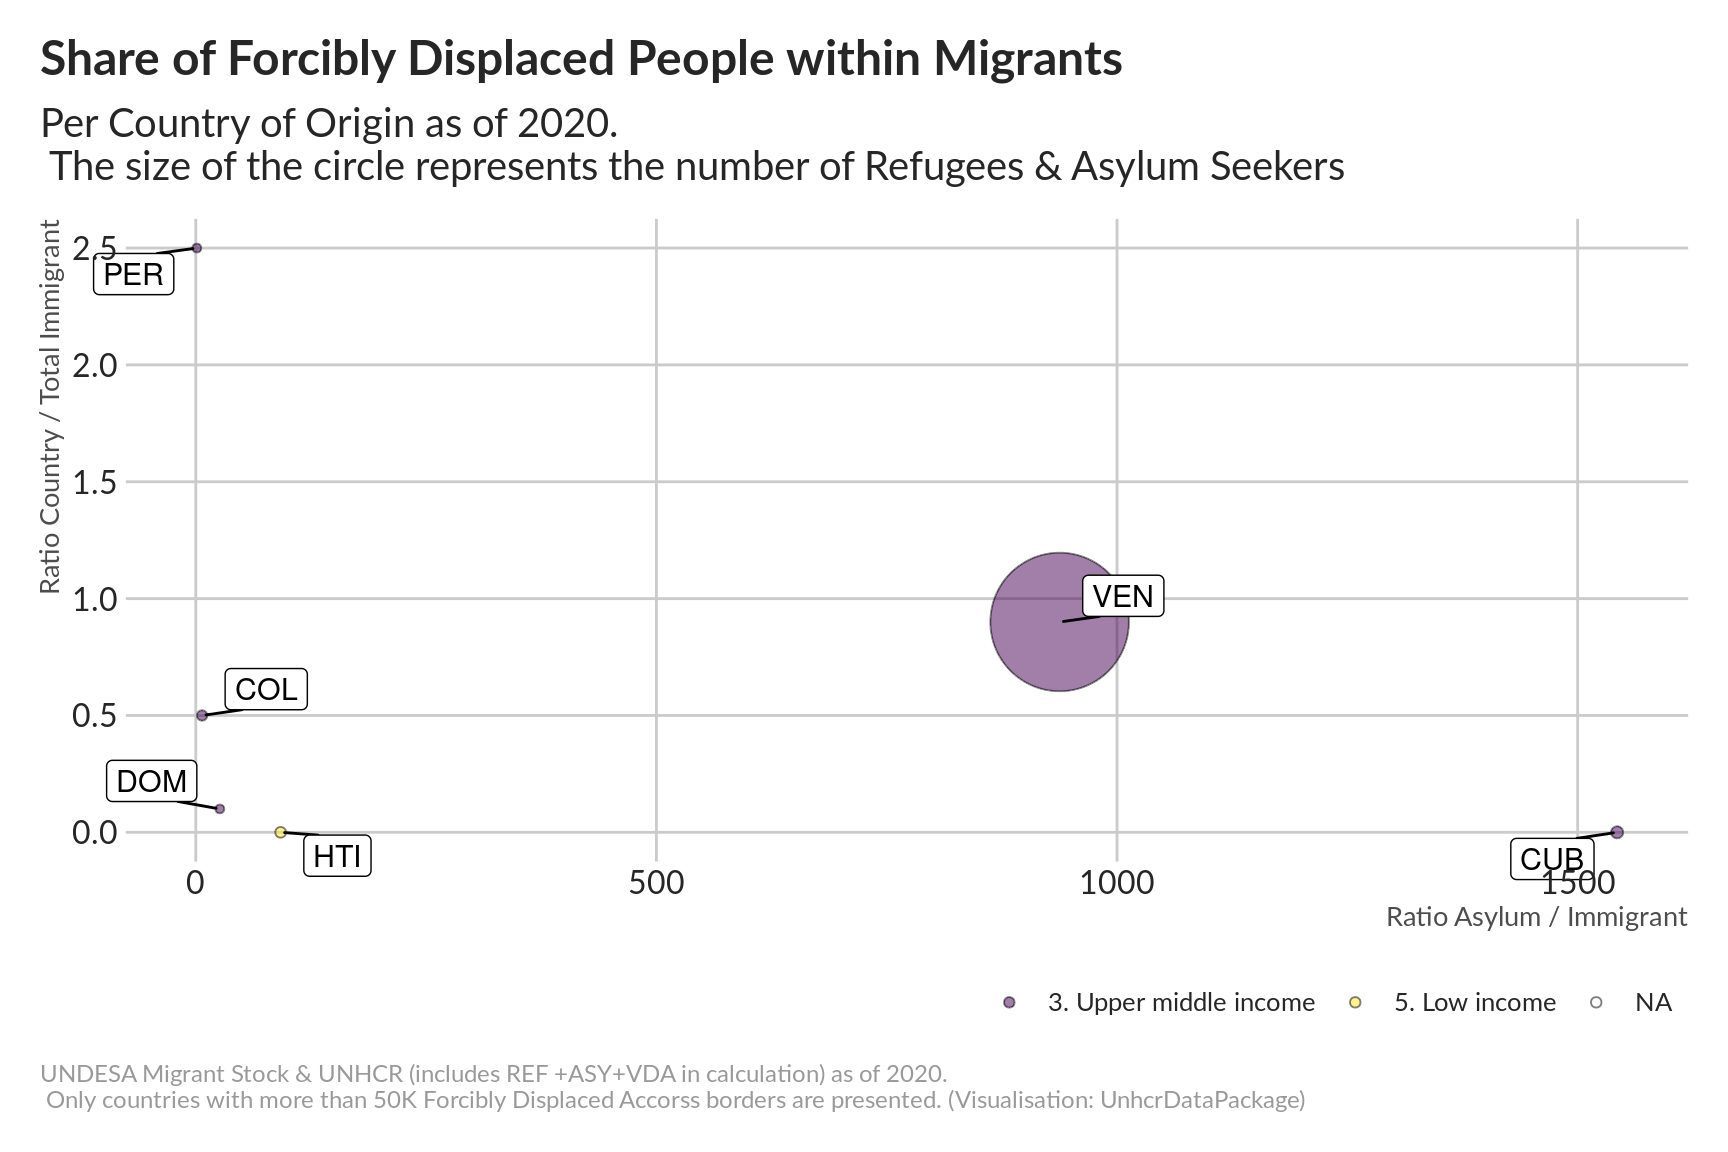 Share of Forcibly Displaced People within Migrants
Per Country of Origin as of 2020.
The size of the circle represents the number of Refugees & Asylum Seekers
Ratio Country / Total Immigrant
2.5
2.0
1.5
1.0
0.5
0.0
PER
VEN
COL
DOM
HTI
CUB
0
500
1000
1500
Ratio Asylum / Immigrant
3. Upper middle income
5. Low income
NA
UNDESA Migrant Stock & UNHCR (includes REF +ASY+VDA in calculation) as of 2020.
Only countries with more than 50K Forcibly Displaced Accorss borders are presented. (Visualisation: UnhcrDataPackage)